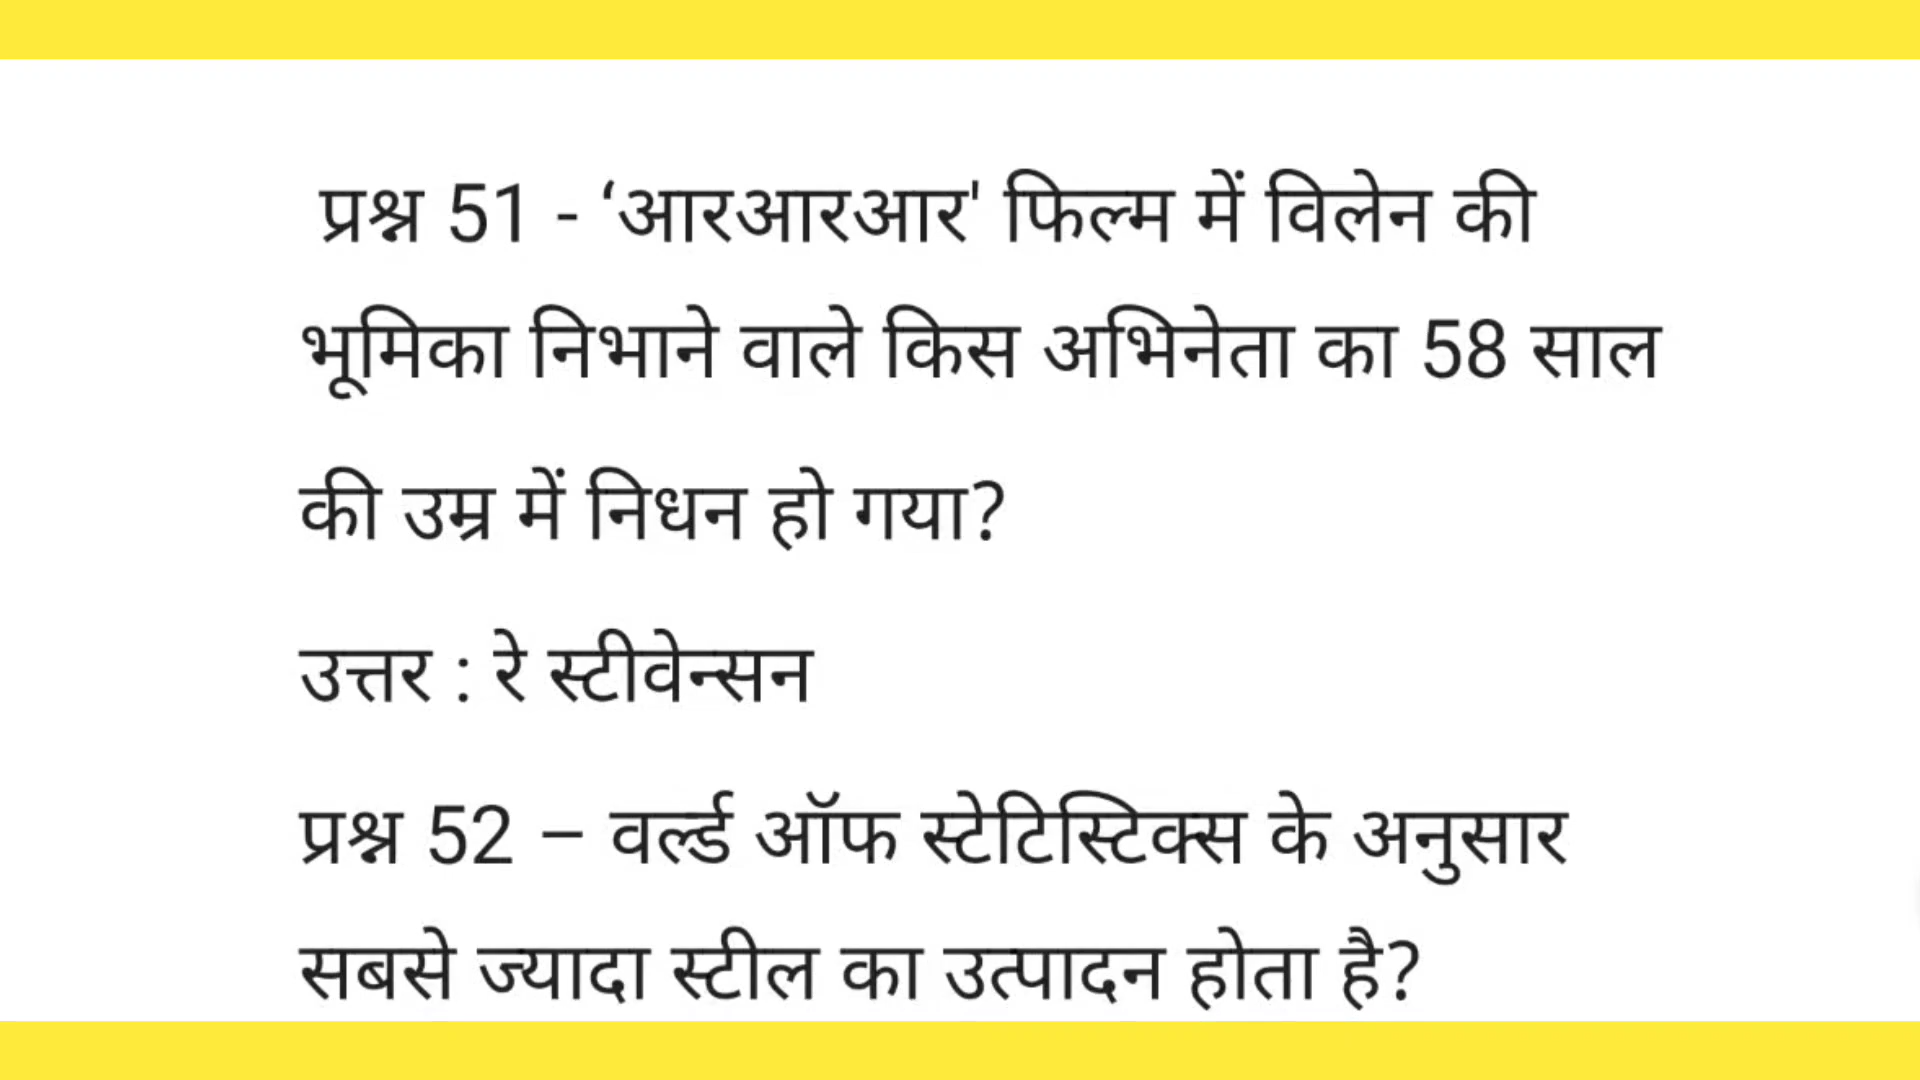 प्रश्न 51 - ‘आरआरआर' फिल्म में विलेन की
भूमिका निभाने वाले किस अभिनेता का 58 साल
की उम्र में निधन हो गया?
उत्तर : रे स्टीवेन्सन
प्रश्न 52 – वर्ल्ड ऑफ स्टेटिस्टिक्स के अनुसार
सबसे ज्यादा स्टील का उत्पादन होता है?